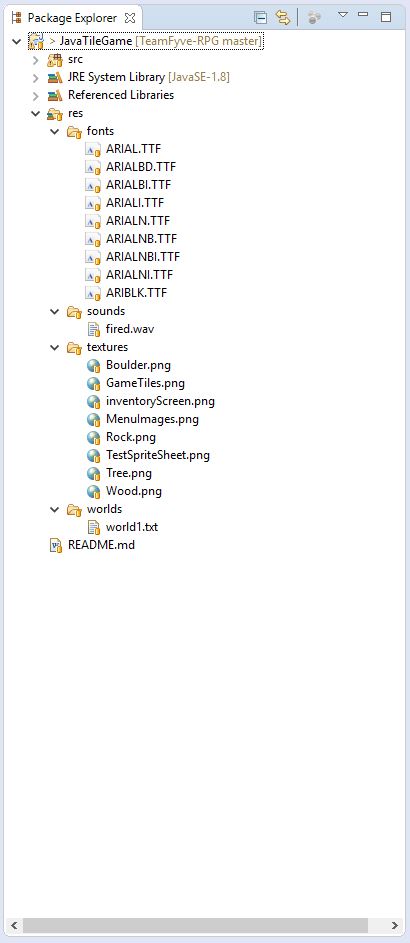 Package Explorer
> JavaTileGame [TeamFyve-RPG master]
src
JRE System Library [JavaSE-1.8]
Referenced Libraries
res
fonts
ARIAL.TTF
ARIALBD.TTF
ARIALBI.TTF
ARIALI.TTF
ARIALN.TTF
ARIALNB.TTF
ARIALNBI.TTF
ARIALNI.TTF
ARIBLK.TTF
sounds
fired.wav
textures
Boulder.png
GameTiles.png
inventoryScreen.png
MenuImages.png
Rock.png
TestSpriteSheet.png
Tree.png
Wood.png
worlds
world1.txt
README.md